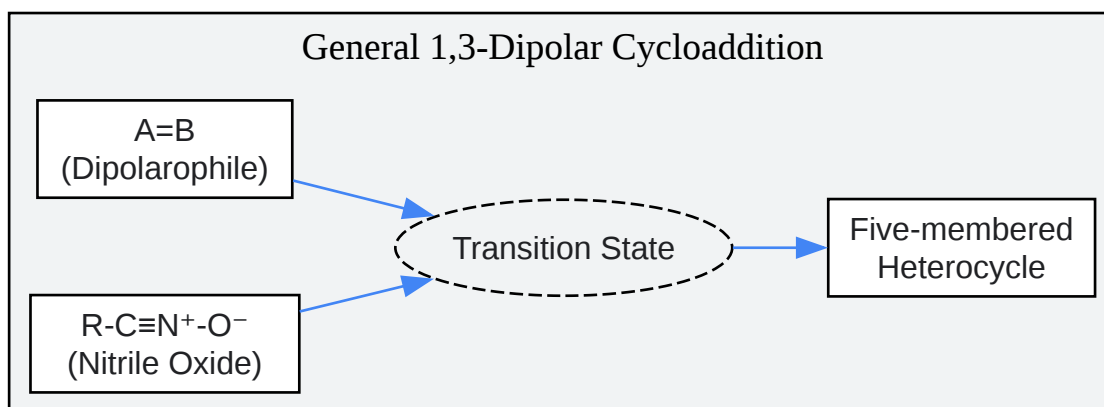 General 1,3-Dipolar Cycloaddition
A=B
(Dipolarophile)
R-C≡N⁺-O⁻
(Nitrile Oxide)
Transition State
Five-membered
Heterocycle